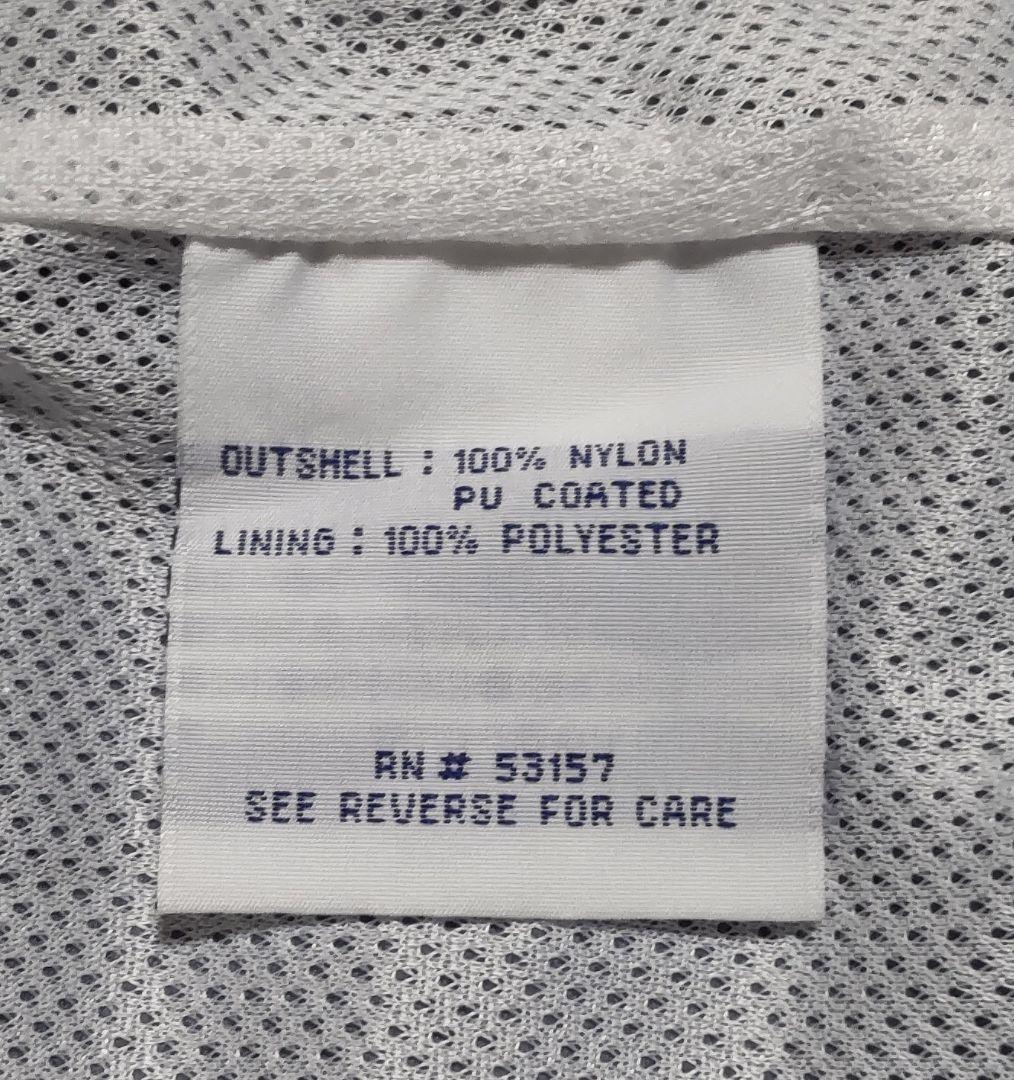 OUTSHELL : 100% NYLON
PU COATED
LINING : 100% POLYESTER
RN # 53157
SEE REVERSE FOR CARE